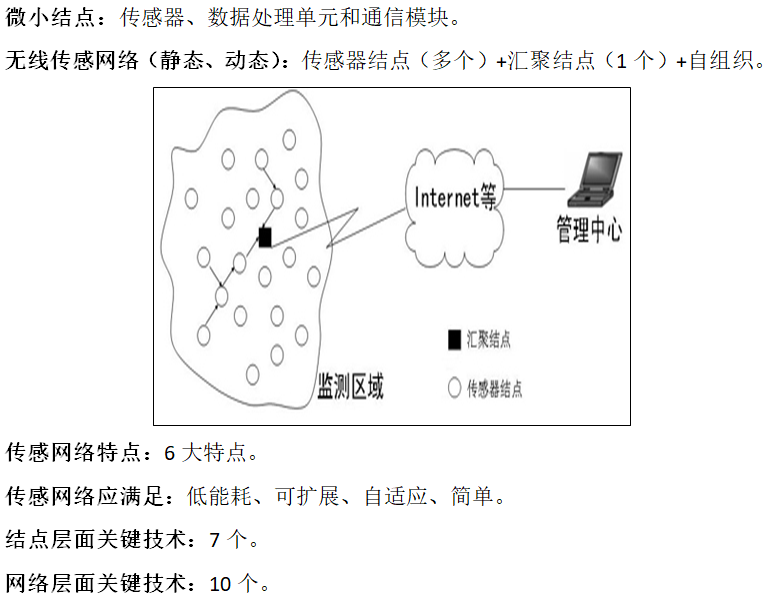 微小结点：传感器、数据处理单元和通信模块。
无线传感网络（静态、动态）：传感器结点（多个）+汇聚结点（1 个）+自组织。
Internet等
管理中心
汇聚结点
传感器结点
监测区域
传感网络特点：6 大特点。
传感网络应满足：低能耗、可扩展、自适应、简单。
结点层面关键技术：7 个。
网络层面关键技术：10 个。